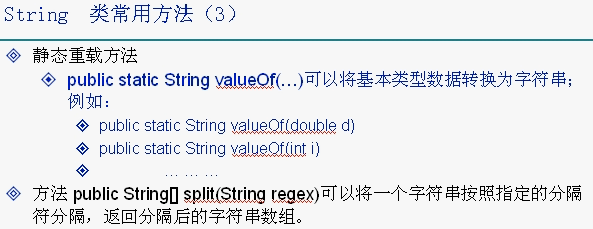 String 类常用方法（3）
静态重载方法
public static String valueOf(…)可以将基本类型数据转换为字符串；
例如：
public static String valueOf(double d)
public static String valueOf(int i)
… … …
方法 public String[] split(String regex)可以将一个字符串按照指定的分隔
符分隔，返回分隔后的字符串数组。